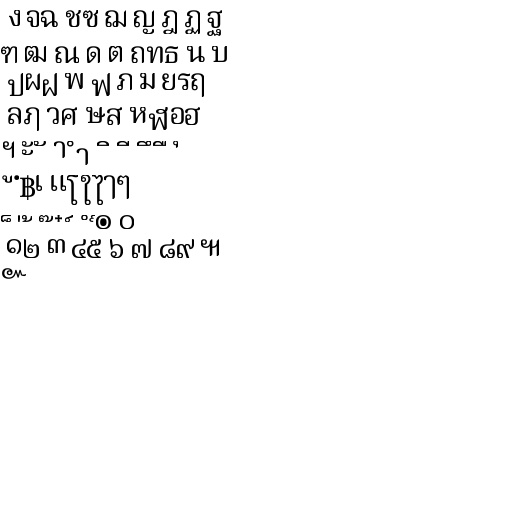 ง จฉ ชซ ฌ ญ ฎ ฏ ฐ
ฑ ฒ ณ ด ต ถทธ น บ
ปผฝ พ ฟ ภ ม ยรฤ
ลฦ วศ ษส หฬอฮ
ฯ ะ ั า ำ ิ ี ึ ื ุ
ู ฺ ฿เ แโใไๅๆ
็ ่ ้ ๊ ๋ ์ ํ ๎ ๏ ๐
๑๒ ๓ ๔๕ ๖ ๗ ๘๙ ๚
๛